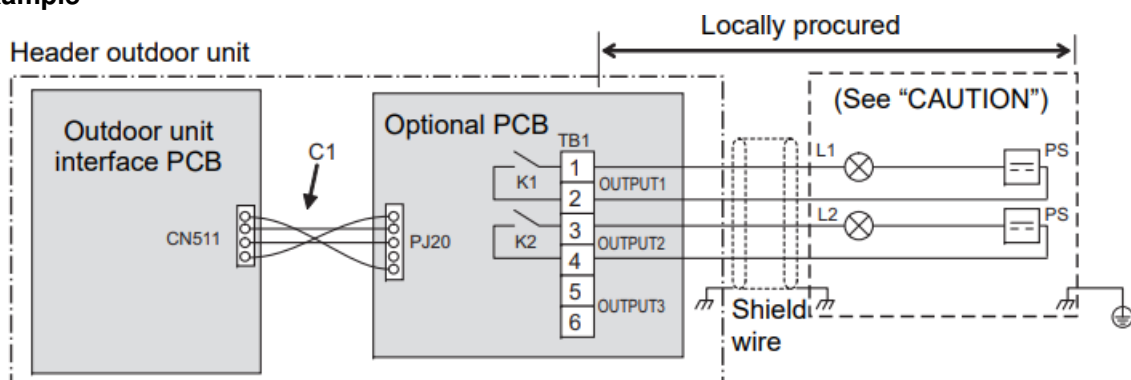 Locally procured
Header outdoor unit
(See “CAUTION”)
Outdoor unit
interface PCB
C1
Optional PCB
TB1
L1
PS
1
K1
OUTPUT1
2
L2
PS
CN511
PJ20
3
K2
OUTPUT2
4
5
OUTPUT3
6
Shield
wire